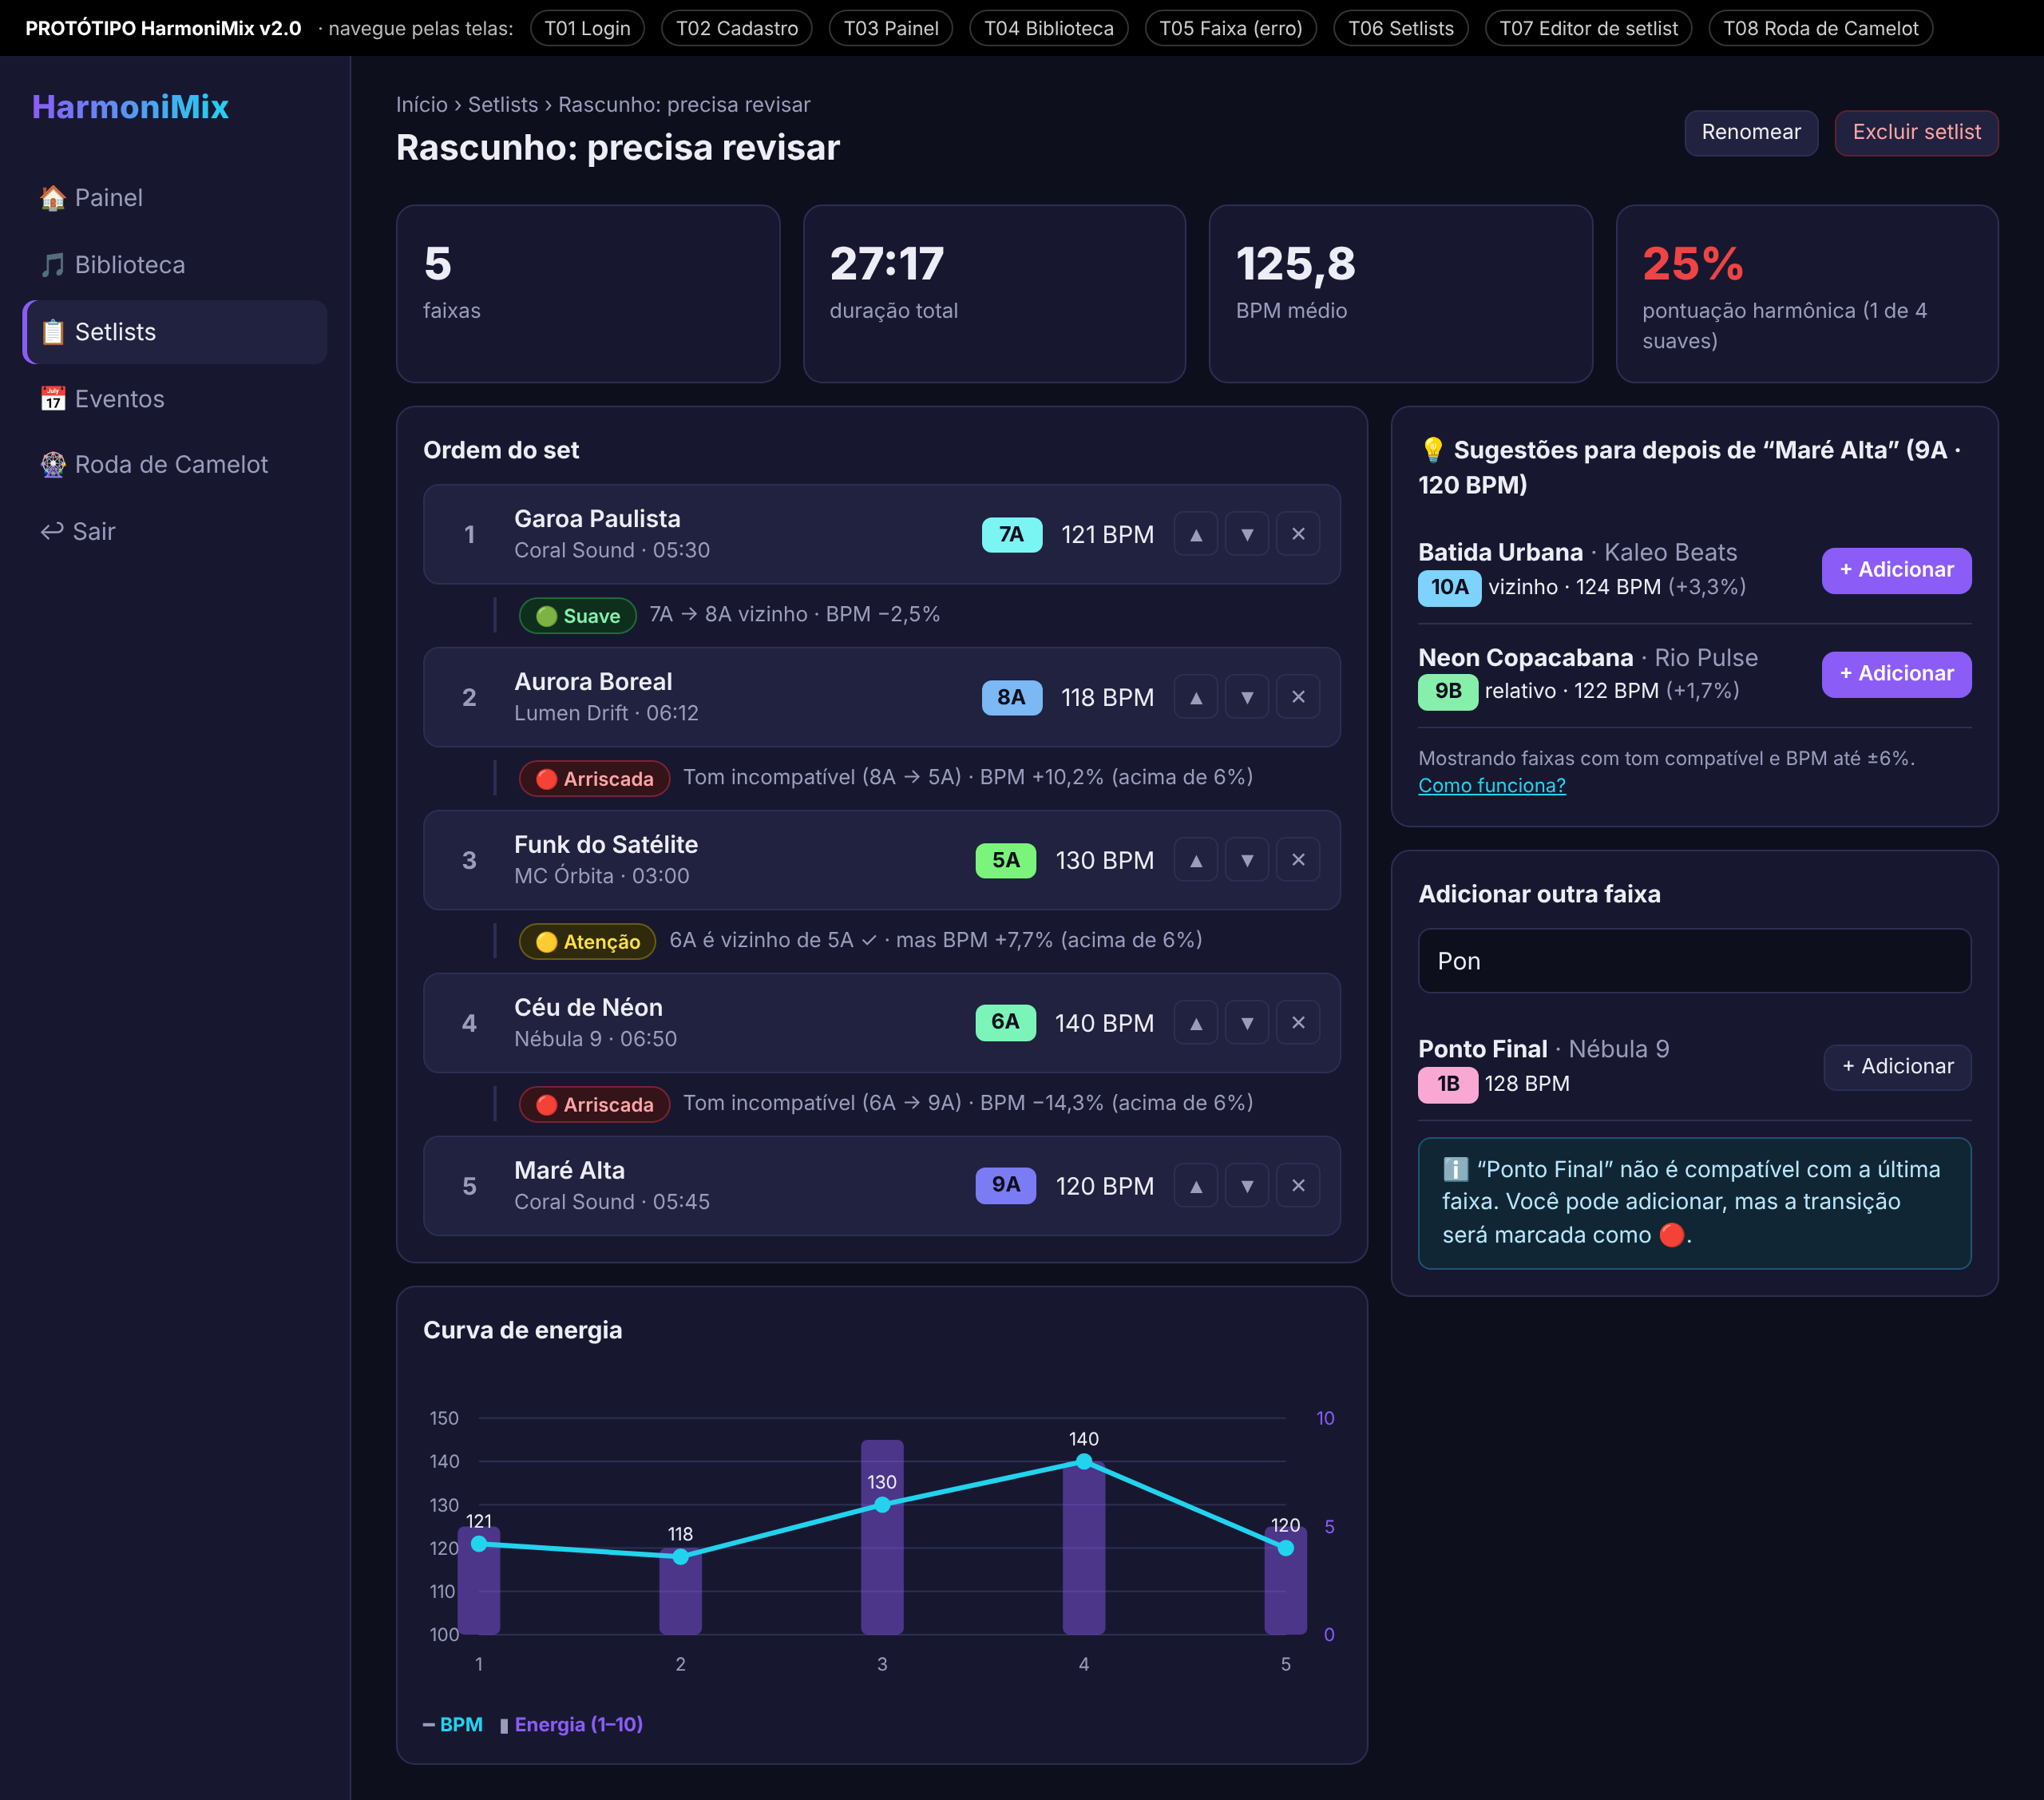 PROTÓTIPO HarmoniMix v2.0 · navegue pelas telas: T01 Login T02 Cadastro T03 Painel T04 Biblioteca T05 Faixa (erro) T06 Setlists T07 Editor de setlist T08 Roda de Camelot
HarmoniMix
Painel
Biblioteca
Setlists
Eventos
Roda de Camelot
↩ Sair
Início › Setlists › Rascunho: precisa revisar
Rascunho: precisa revisar
Renomear
Excluir setlist
5
faixas
27:17
duração total
125,8
BPM médio
25%
pontuação harmônica (1 de 4
suaves)
Ordem do set
1
Garoa Paulista
Coral Sound · 05:30
7A 121 BPM ▲ ▼ ✕
Suave 7A → 8A vizinho · BPM −2,5%
2
Aurora Boreal
Lumen Drift · 06:12
8A 118 BPM ▲ ▼ ✕
Arriscada Tom incompatível (8A → 5A) · BPM +10,2% (acima de 6%)
3
Funk do Satélite
MC Órbita · 03:00
5A 130 BPM ▲ ▼ ✕
Atenção 6A é vizinho de 5A ✓ · mas BPM +7,7% (acima de 6%)
4
Céu de Néon
Nébula 9 · 06:50
6A 140 BPM ▲ ▼ ✕
Arriscada Tom incompatível (6A → 9A) · BPM −14,3% (acima de 6%)
5
Maré Alta
Coral Sound · 05:45
9A 120 BPM ▲ ▼ ✕
💡 Sugestões para depois de “Maré Alta” (9A ·
120 BPM)
Batida Urbana · Kaleo Beats
10A vizinho · 124 BPM (+3,3%)
+ Adicionar
Neon Copacabana · Rio Pulse
9B relativo · 122 BPM (+1,7%)
+ Adicionar
Mostrando faixas com tom compatível e BPM até ±6%.
Como funciona?
Adicionar outra faixa
Pon
Ponto Final · Nébula 9
1B 128 BPM
+ Adicionar
ℹ️ “Ponto Final” não é compatível com a última
faixa. Você pode adicionar, mas a transição
será marcada como 🔴.
Curva de energia
150
140
130
120
110
100
121
118
130
140
120
10
5
0
1 2 3 4 5
BPM Energia (1–10)